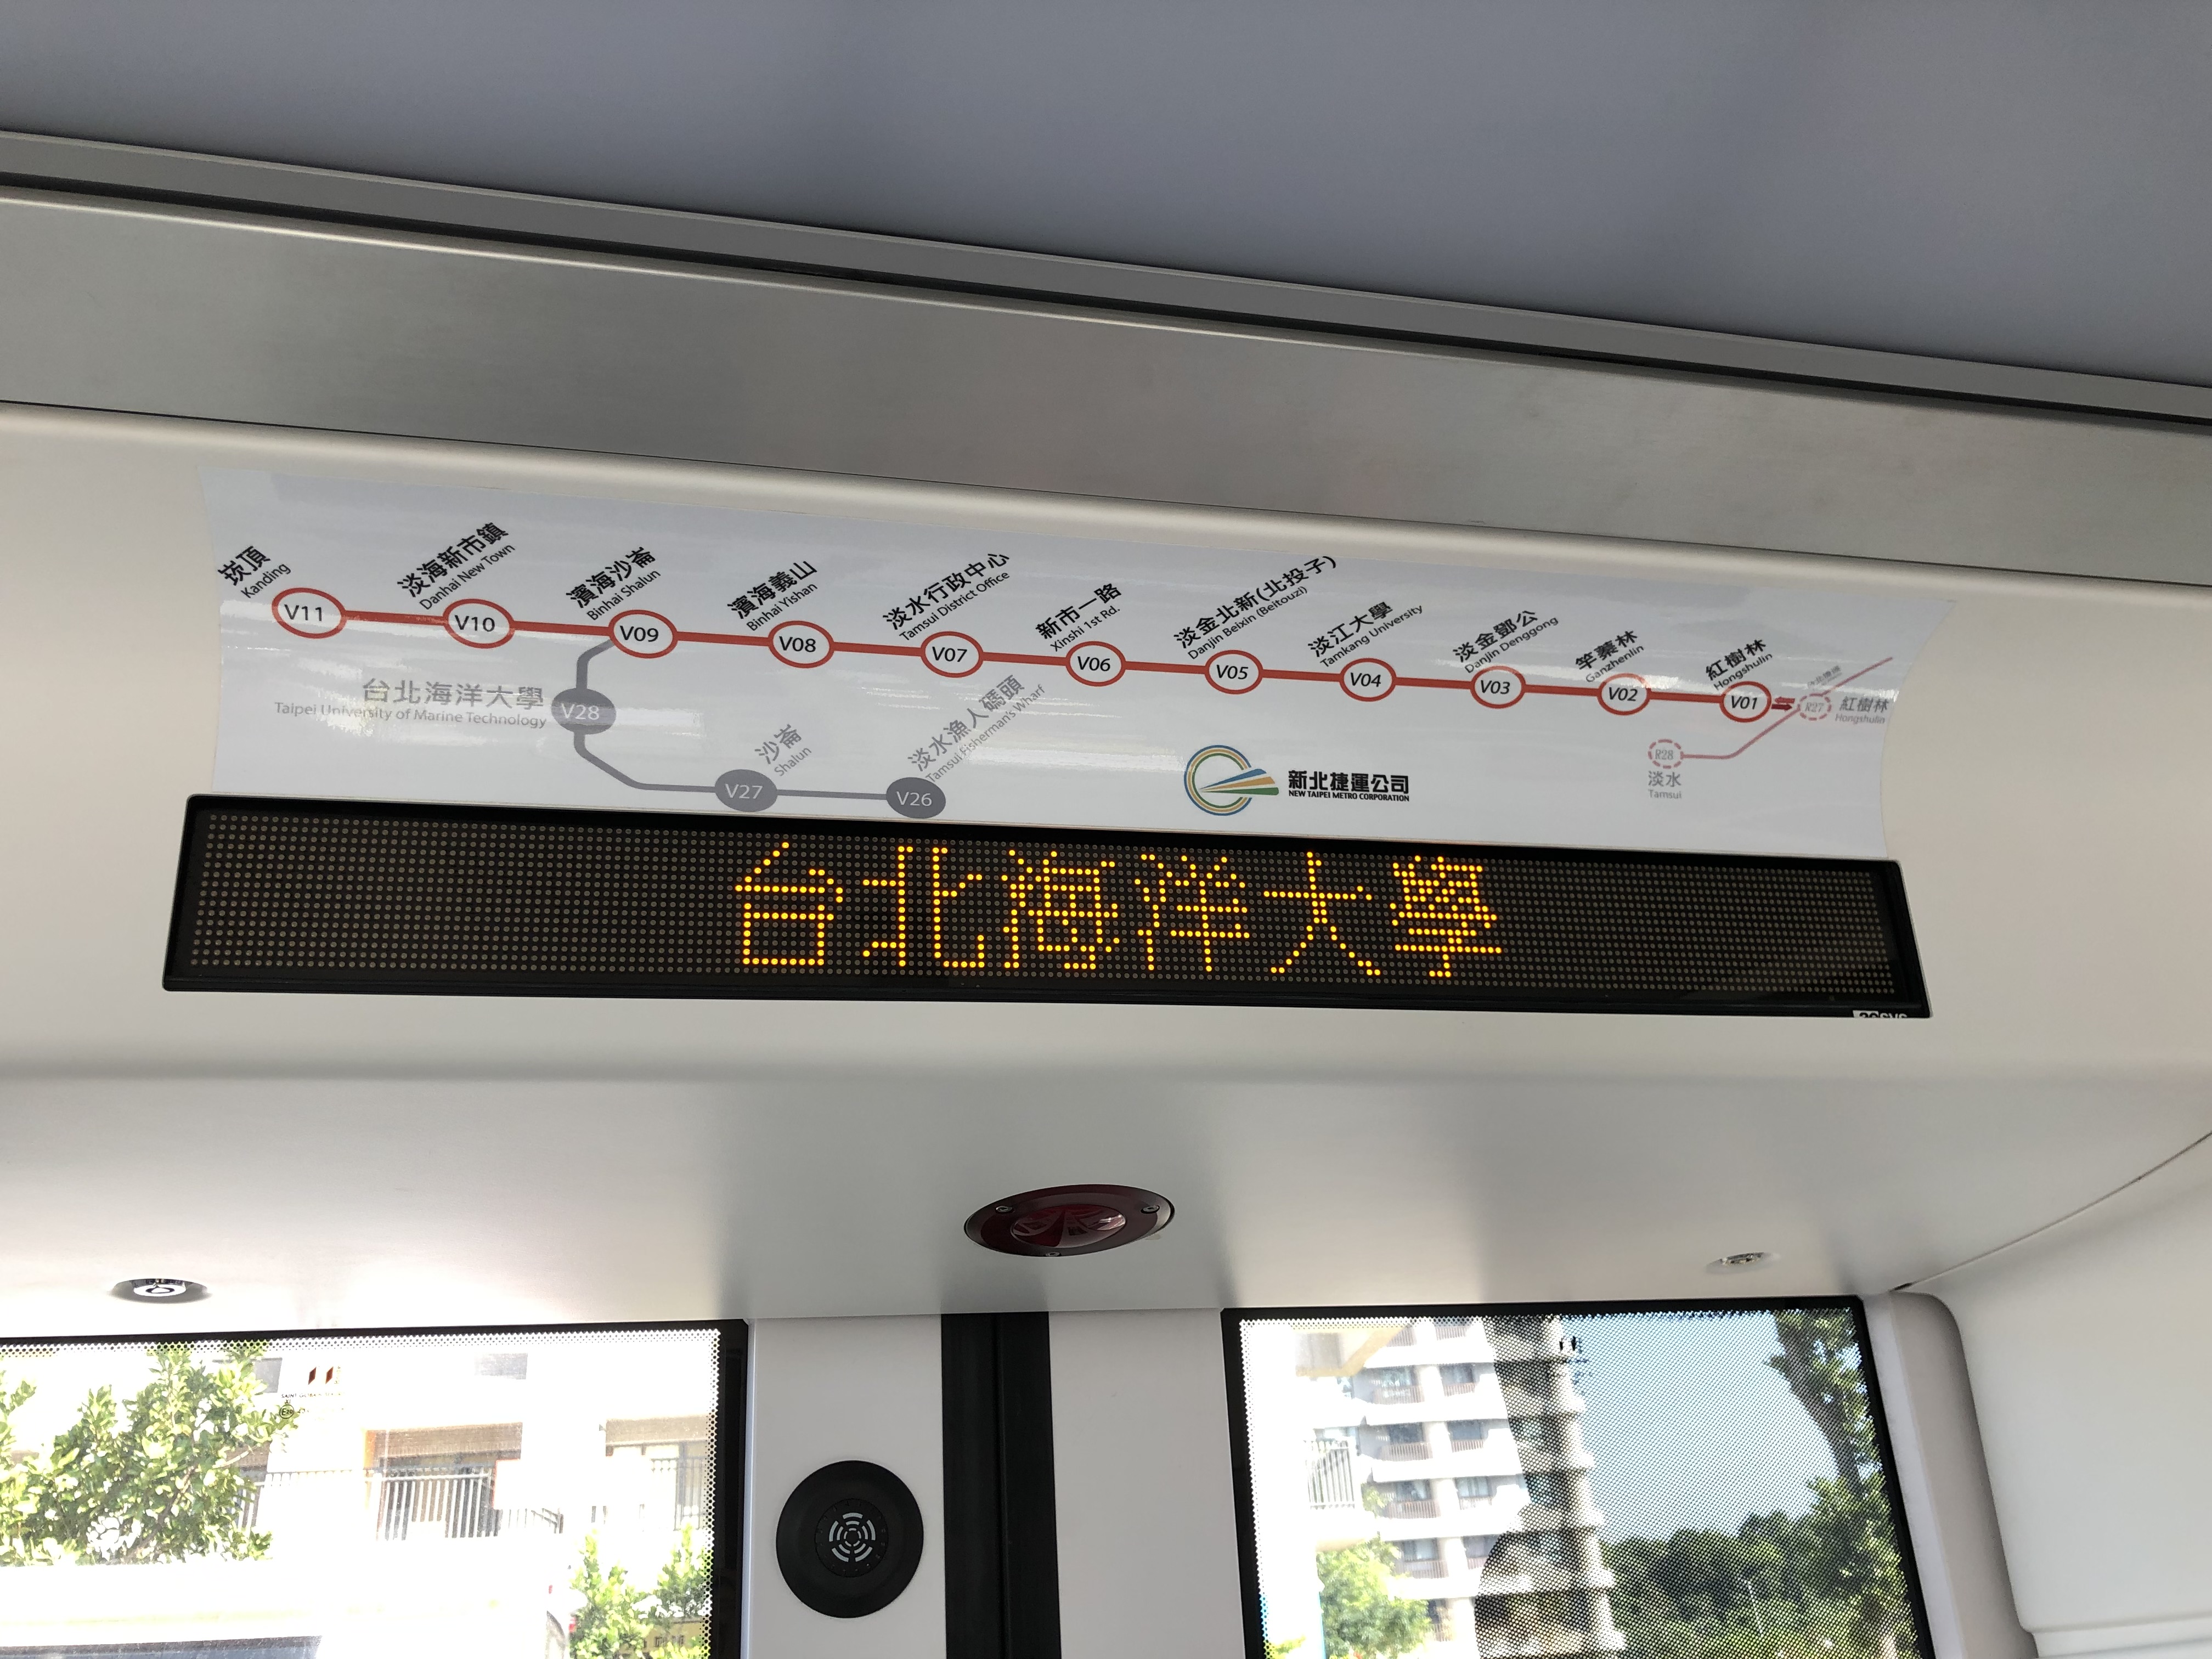 崁頂
Kanding
V11
淡海新市鎮
Danhai New Town
V10
濱海沙崙
Binhai Shalun
V09
濱海義山
Binhai Yishan
V08
淡水行政中心
Tamsui District Office
V07
新市一路
Xinshi 1st Rd.
V06
淡金北新(北投子)
Danjin Beixin (Beitouzi)
V05
淡江大學
Tamkang University
V04
淡金鄧公
Danjin Denggong
V03
竿蓁林
Ganzhenlin
V02
紅樹林
Hongshulin
V01
R27
紅樹林
Hongshulin
R28
淡水
Tamsui
台北海洋大學
Taipei University of Marine Technology
V28
沙崙
Shalun
V27
淡水漁人碼頭
Tamsui Fisherman's Wharf
V26
新北捷運公司
NEW TAIPEI METRO CORPORATION
台北海洋大學